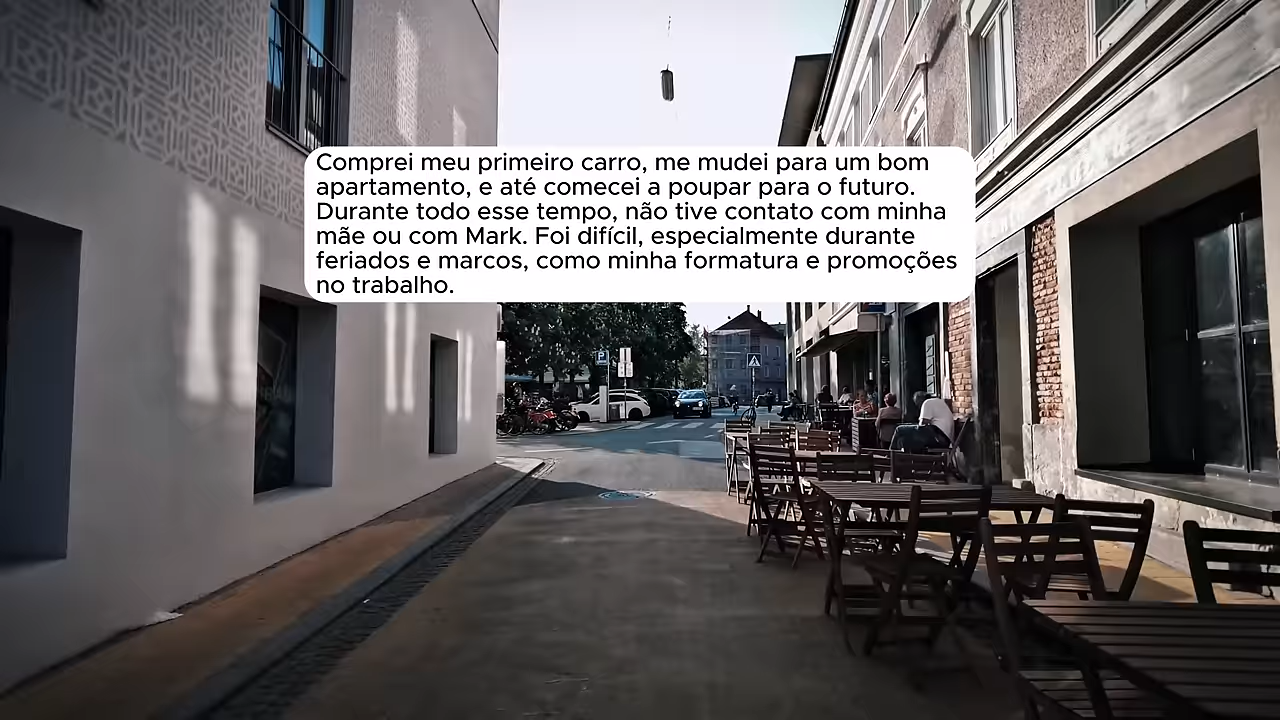 Comprei meu primeiro carro, me mudei para um bom
apartamento, e até comecei a poupar para o futuro.
Durante todo esse tempo, não tive contato com minha
mãe ou com Mark. Foi difícil, especialmente durante
feriados e marcos, como minha formatura e promoções
no trabalho.
P